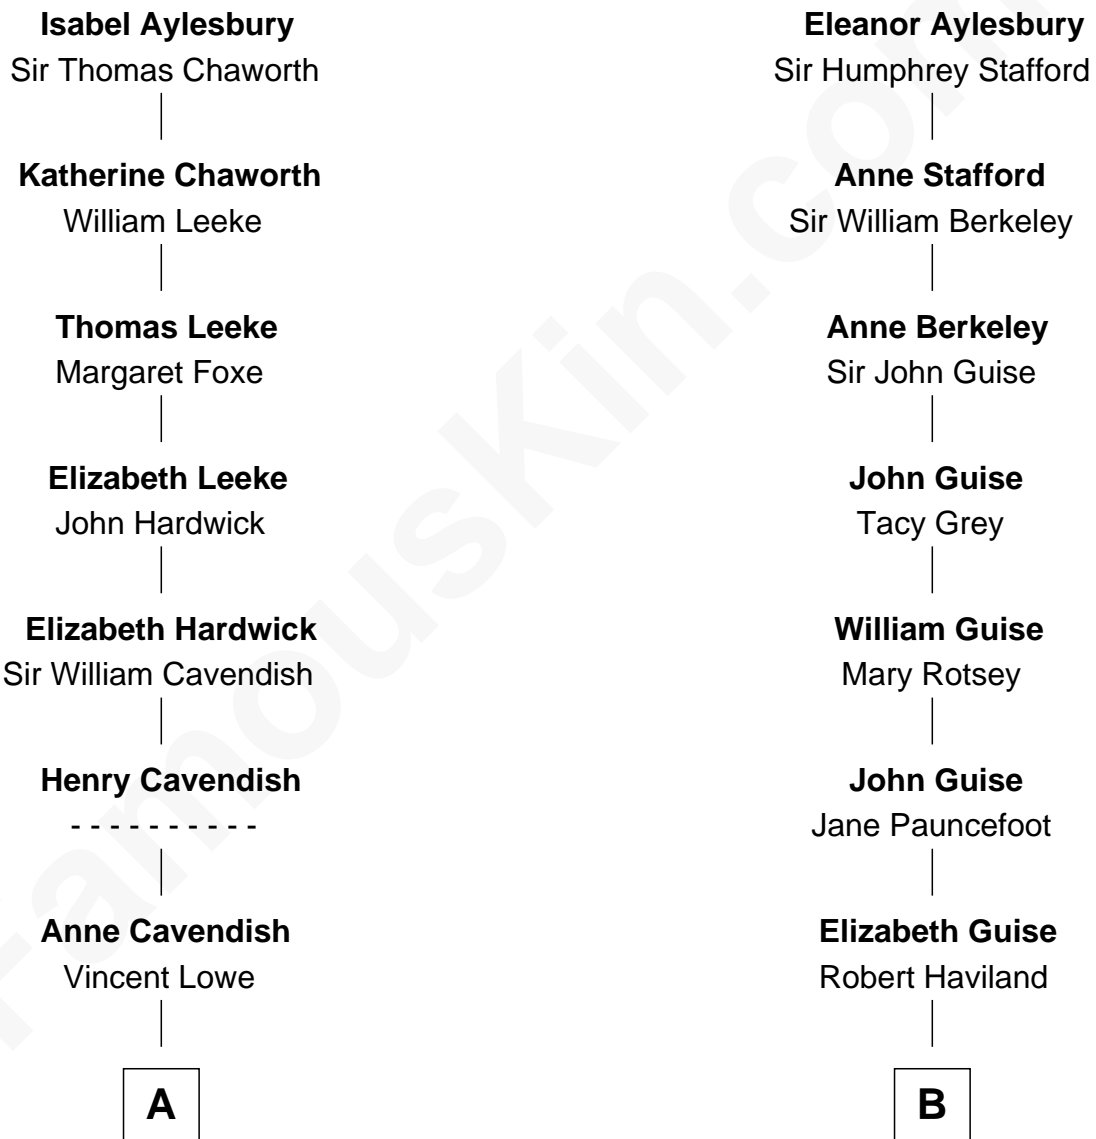 Isabel Aylesbury
Sir Thomas Chaworth
Katherine Chaworth
William Leeke
Thomas Leeke
Margaret Foxe
Elizabeth Leeke
John Hardwick
Elizabeth Hardwick
Sir William Cavendish
Henry Cavendish
- - - - - - - - - -
Anne Cavendish
Vincent Lowe
A
Eleanor Aylesbury
Sir Humphrey Stafford
Anne Stafford
Sir William Berkeley
Anne Berkeley
Sir John Guise
John Guise
Tacy Grey
William Guise
Mary Rotsey
John Guise
Jane Pauncefoot
Elizabeth Guise
Robert Haviland
B
FamousKin.com